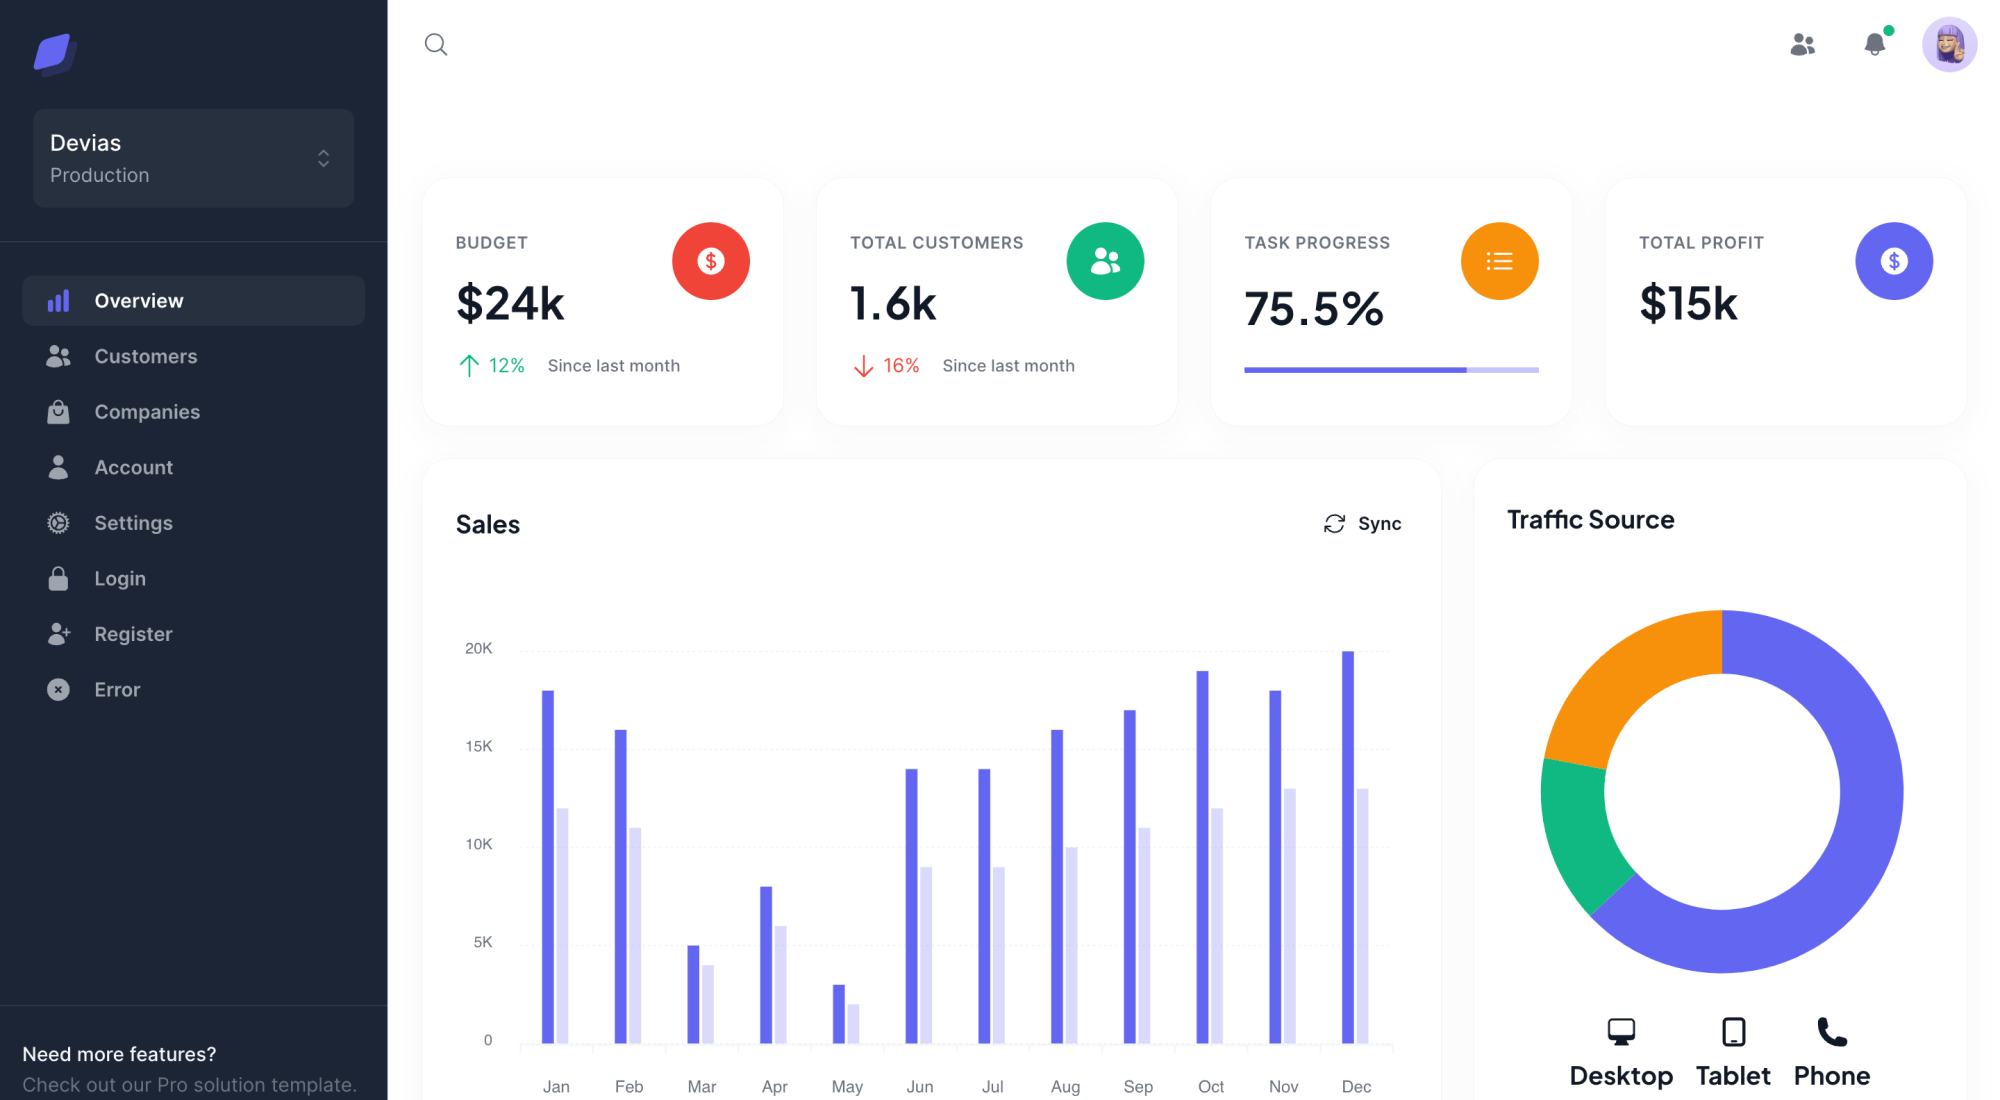 Devias
Production
Overview
Customers
Companies
Account
Settings
Login
Register
Error
Need more features?
Check out our Pro solution template.
BUDGET
$
$24k
12% Since last month
TOTAL CUSTOMERS
1.6k
16% Since last month
TASK PROGRESS
75.5%
TOTAL PROFIT
$
$15k
Sales
Sync
20K
15K
10K
5K
0
Jan Feb Mar Apr May Jun Jul Aug Sep Oct Nov Dec
Traffic Source
Desktop Tablet Phone